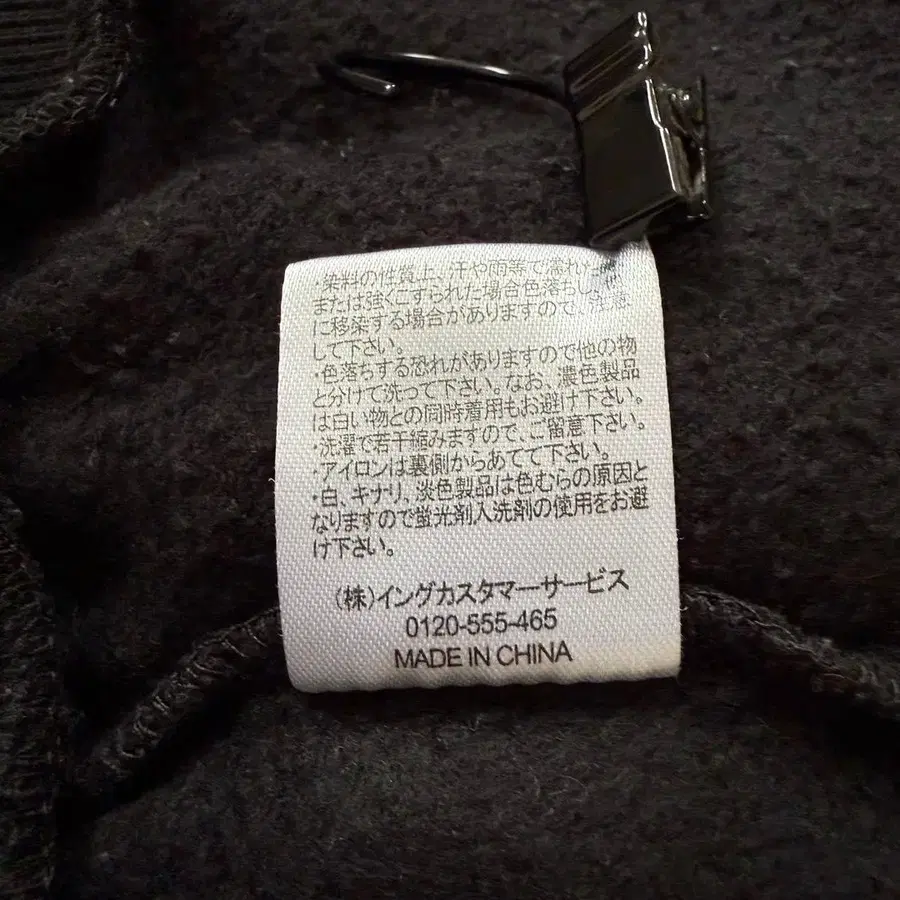 ・染料の性質上、汗や雨等で濡れた
または強くこすられた場合色落ちし
に移染する場合がありますので、
して下さい。
・色落ちする恐れがありますので他の物
と分けて洗って下さい。なお、濃色製品
は白い物との同時着用もお避け下さい。
・洗濯で若干縮みますので、ご留意下さい。
・アイロンは裏側からあてて下さい。
・白、キナリ、淡色製品は色むらの原因と
なりますので蛍光剤入洗剤の使用をお避
け下さい。
(株)イングカスタマーサービス
0120-555-465
MADE IN CHINA